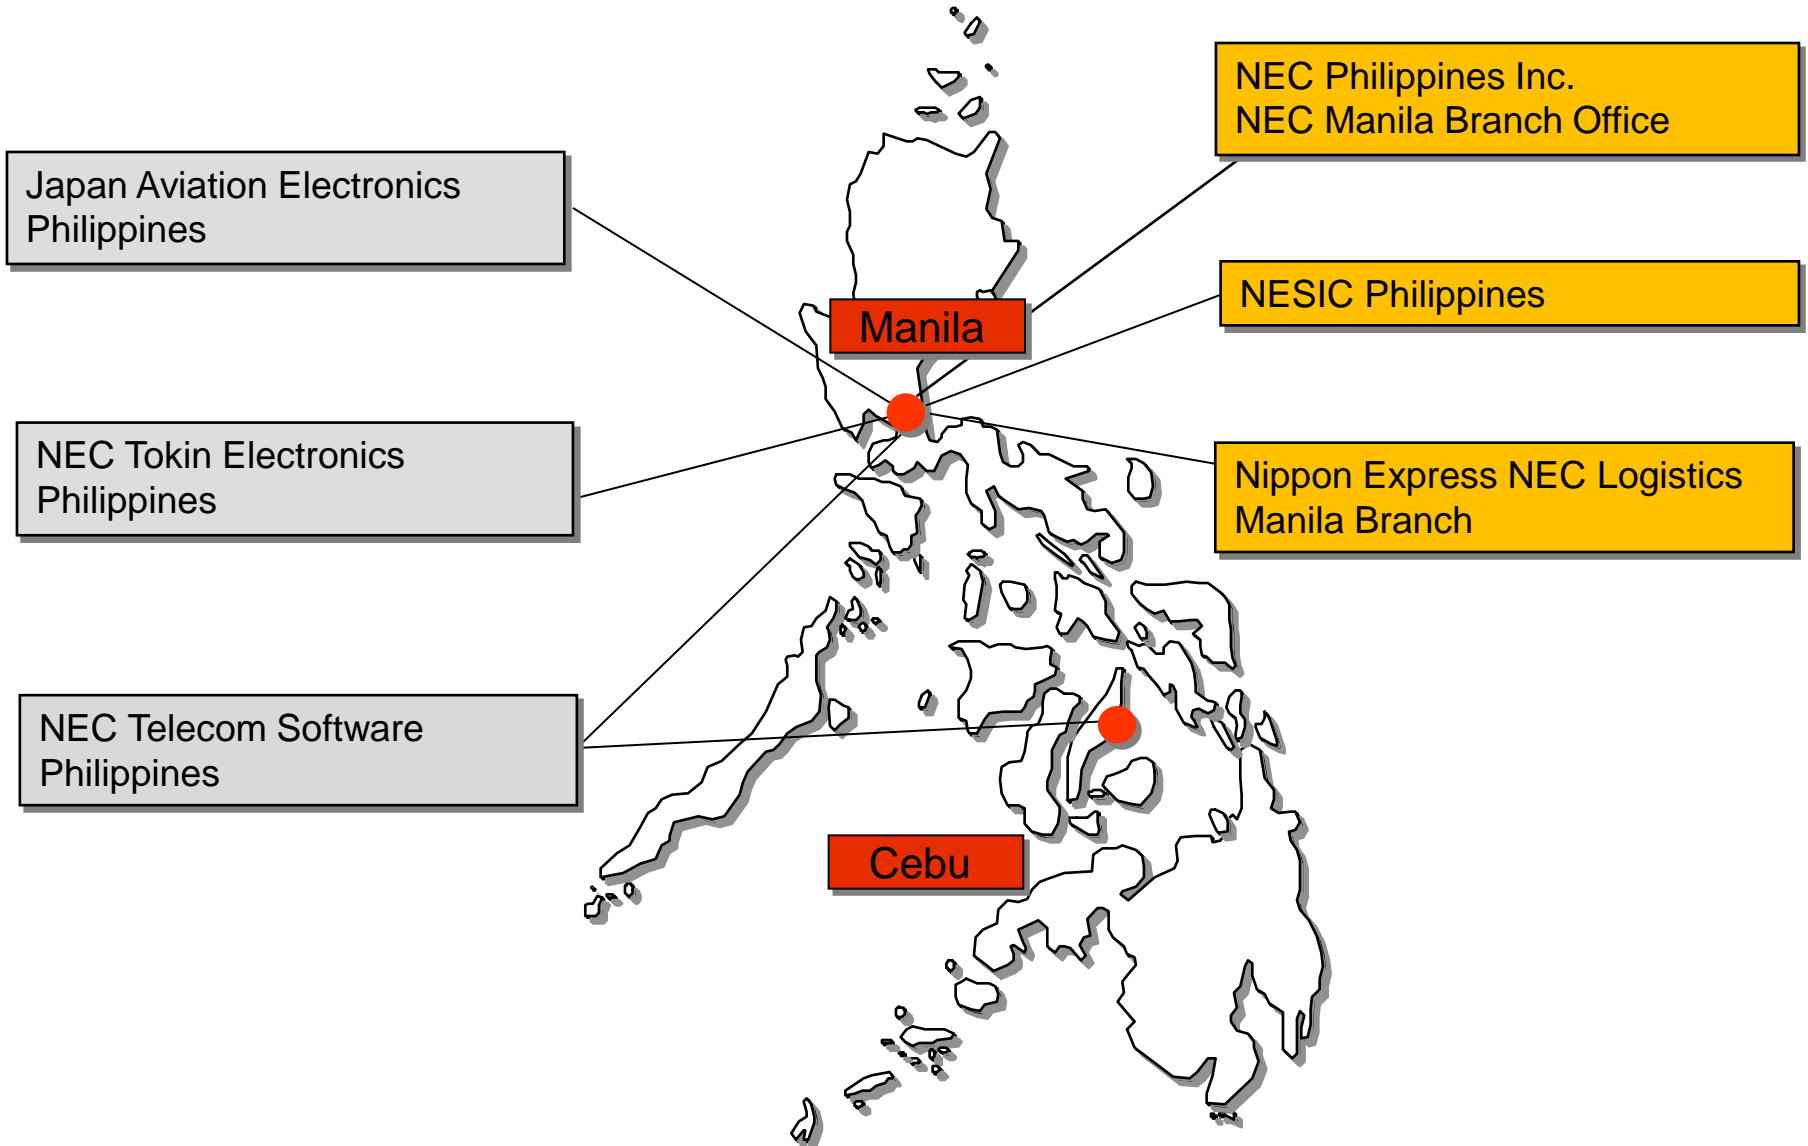 NEC Philippines Inc.
NEC Manila Branch Office
Japan Aviation Electronics
Philippines
NESIC Philippines
Manila
NEC Tokin Electronics
Philippines
Nippon Express NEC Logistics
Manila Branch
NEC Telecom Software
Philippines
Cebu